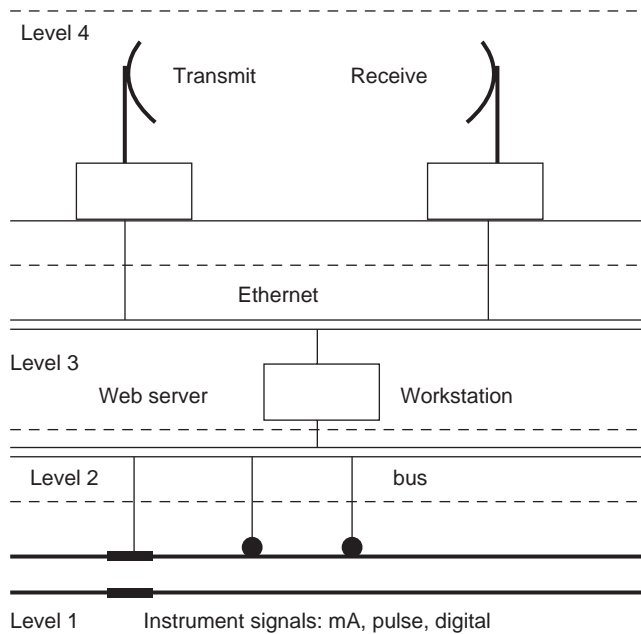 Level 4
Transmit Receive
Ethernet
Level 3
Web server Workstation
Level 2 bus
Level 1 Instrument signals: mA, pulse, digital